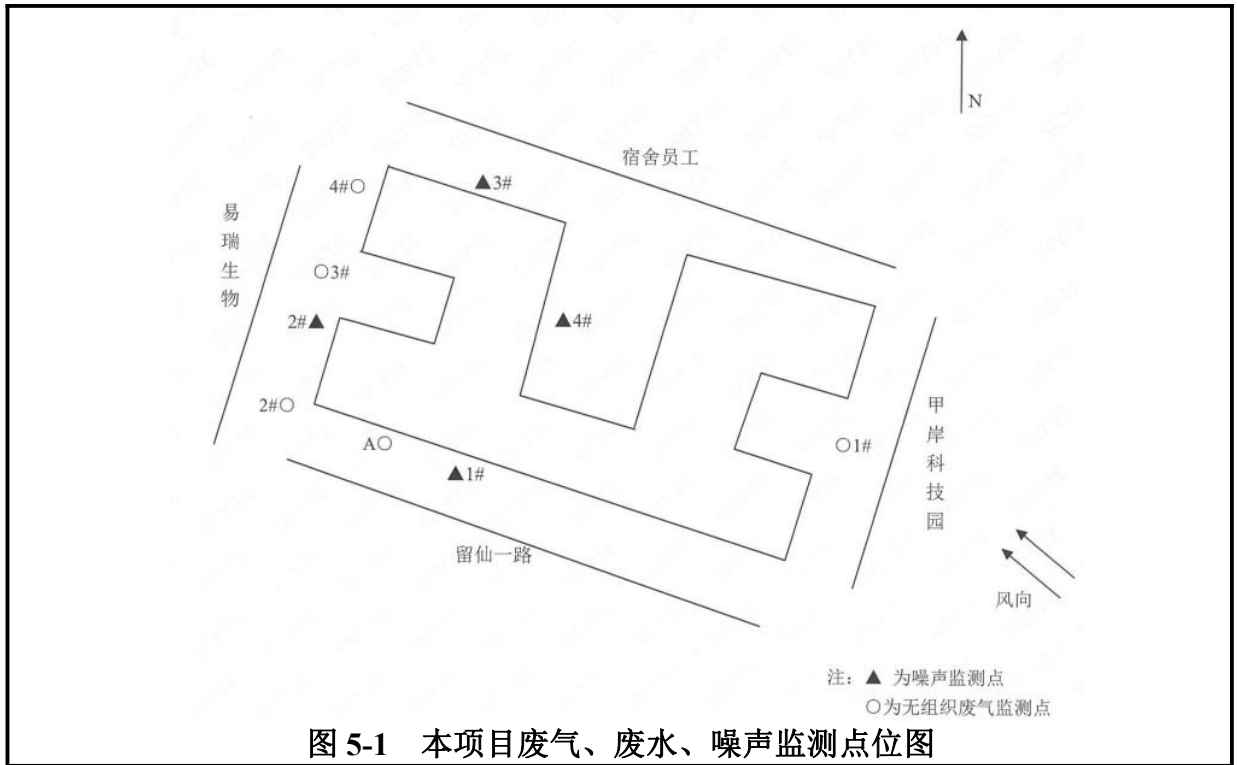 N
宿舍员工
4#○
▲3#
易瑞生物
○3#
2#▲
▲4#
2#○
甲岸科技园
A○
○1#
▲1#
留仙一路
风向
注：▲ 为噪声监测点
○为无组织废气监测点
图 5-1 本项目废气、废水、噪声监测点位图